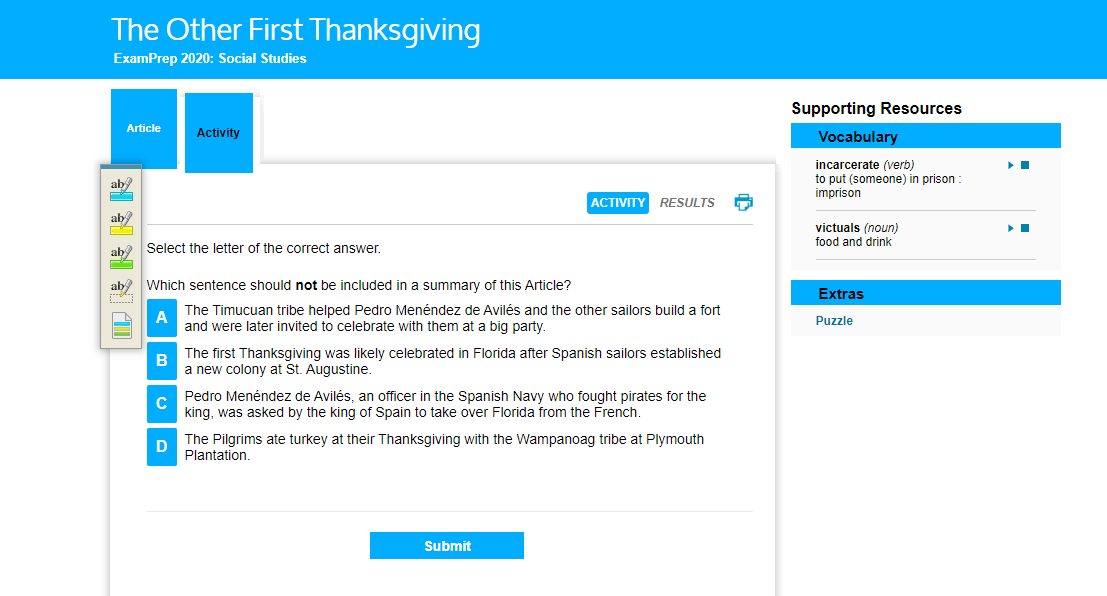 The Other First Thanksgiving
ExamPrep 2020: Social Studies
Article
Activity
ab
ab
ab
ab
ACTIVITY
RESULTS
Select the letter of the correct answer.
Which sentence should not be included in a summary of this Article?
A
The Timucuan tribe helped Pedro Menéndez de Avilés and the other sailors build a fort
and were later invited to celebrate with them at a big party.
B
The first Thanksgiving was likely celebrated in Florida after Spanish sailors established
a new colony at St. Augustine.
C
Pedro Menéndez de Avilés, an officer in the Spanish Navy who fought pirates for the
king, was asked by the king of Spain to take over Florida from the French.
D
The Pilgrims ate turkey at their Thanksgiving with the Wampanoag tribe at Plymouth
Plantation.
Submit
Supporting Resources
Vocabulary
incarcerate (verb)
to put (someone) in prison :
imprison
victuals (noun)
food and drink
Extras
Puzzle